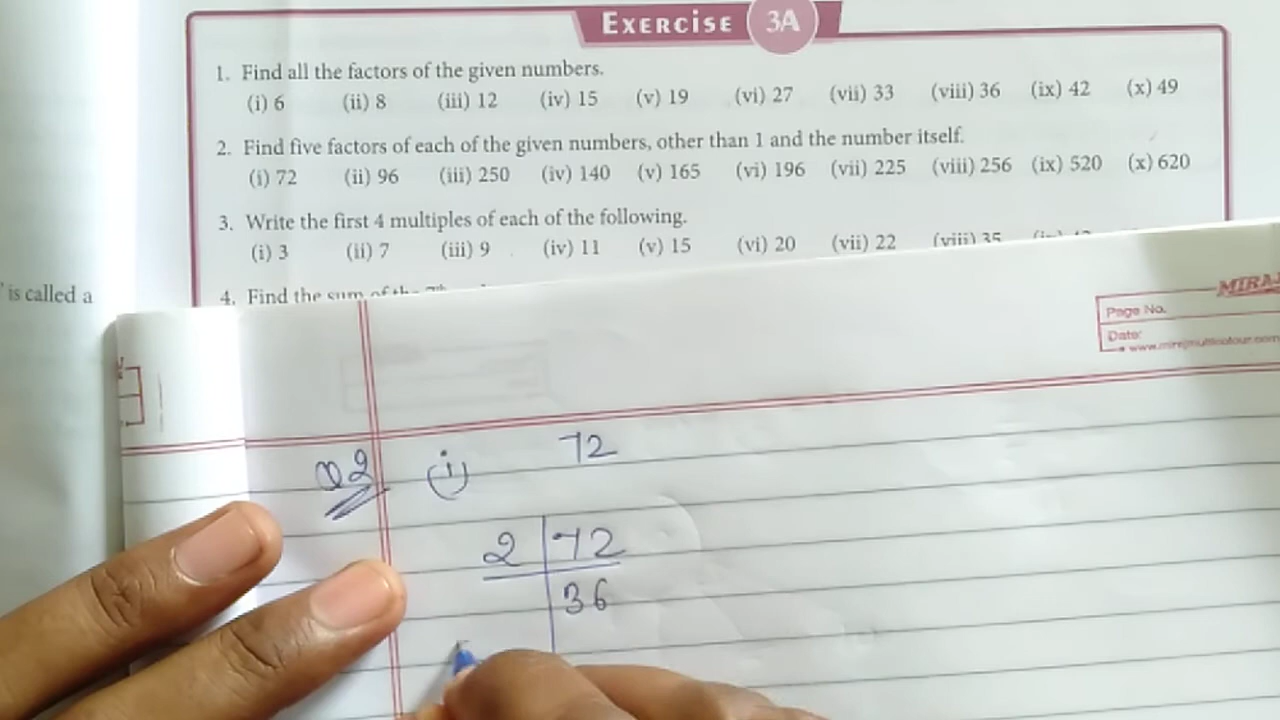 EXERCISE 3A
1. Find all the factors of the given numbers.
(i) 6 (ii) 8 (iii) 12 (iv) 15 (v) 19 (vi) 27 (vii) 33 (viii) 36 (ix) 42 (x) 49
2. Find five factors of each of the given numbers, other than 1 and the number itself.
(i) 72 (ii) 96 (iii) 250 (iv) 140 (v) 165 (vi) 196 (vii) 225 (viii) 256 (ix) 520 (x) 620
3. Write the first 4 multiples of each of the following.
(i) 3 (ii) 7 (iii) 9 (iv) 11 (v) 15 (vi) 20 (vii) 22 (viii) 35
is called a
4. Find the sum of the
MIRAJ
Page No.
Date:
Q2 (i) 72
2 72
36